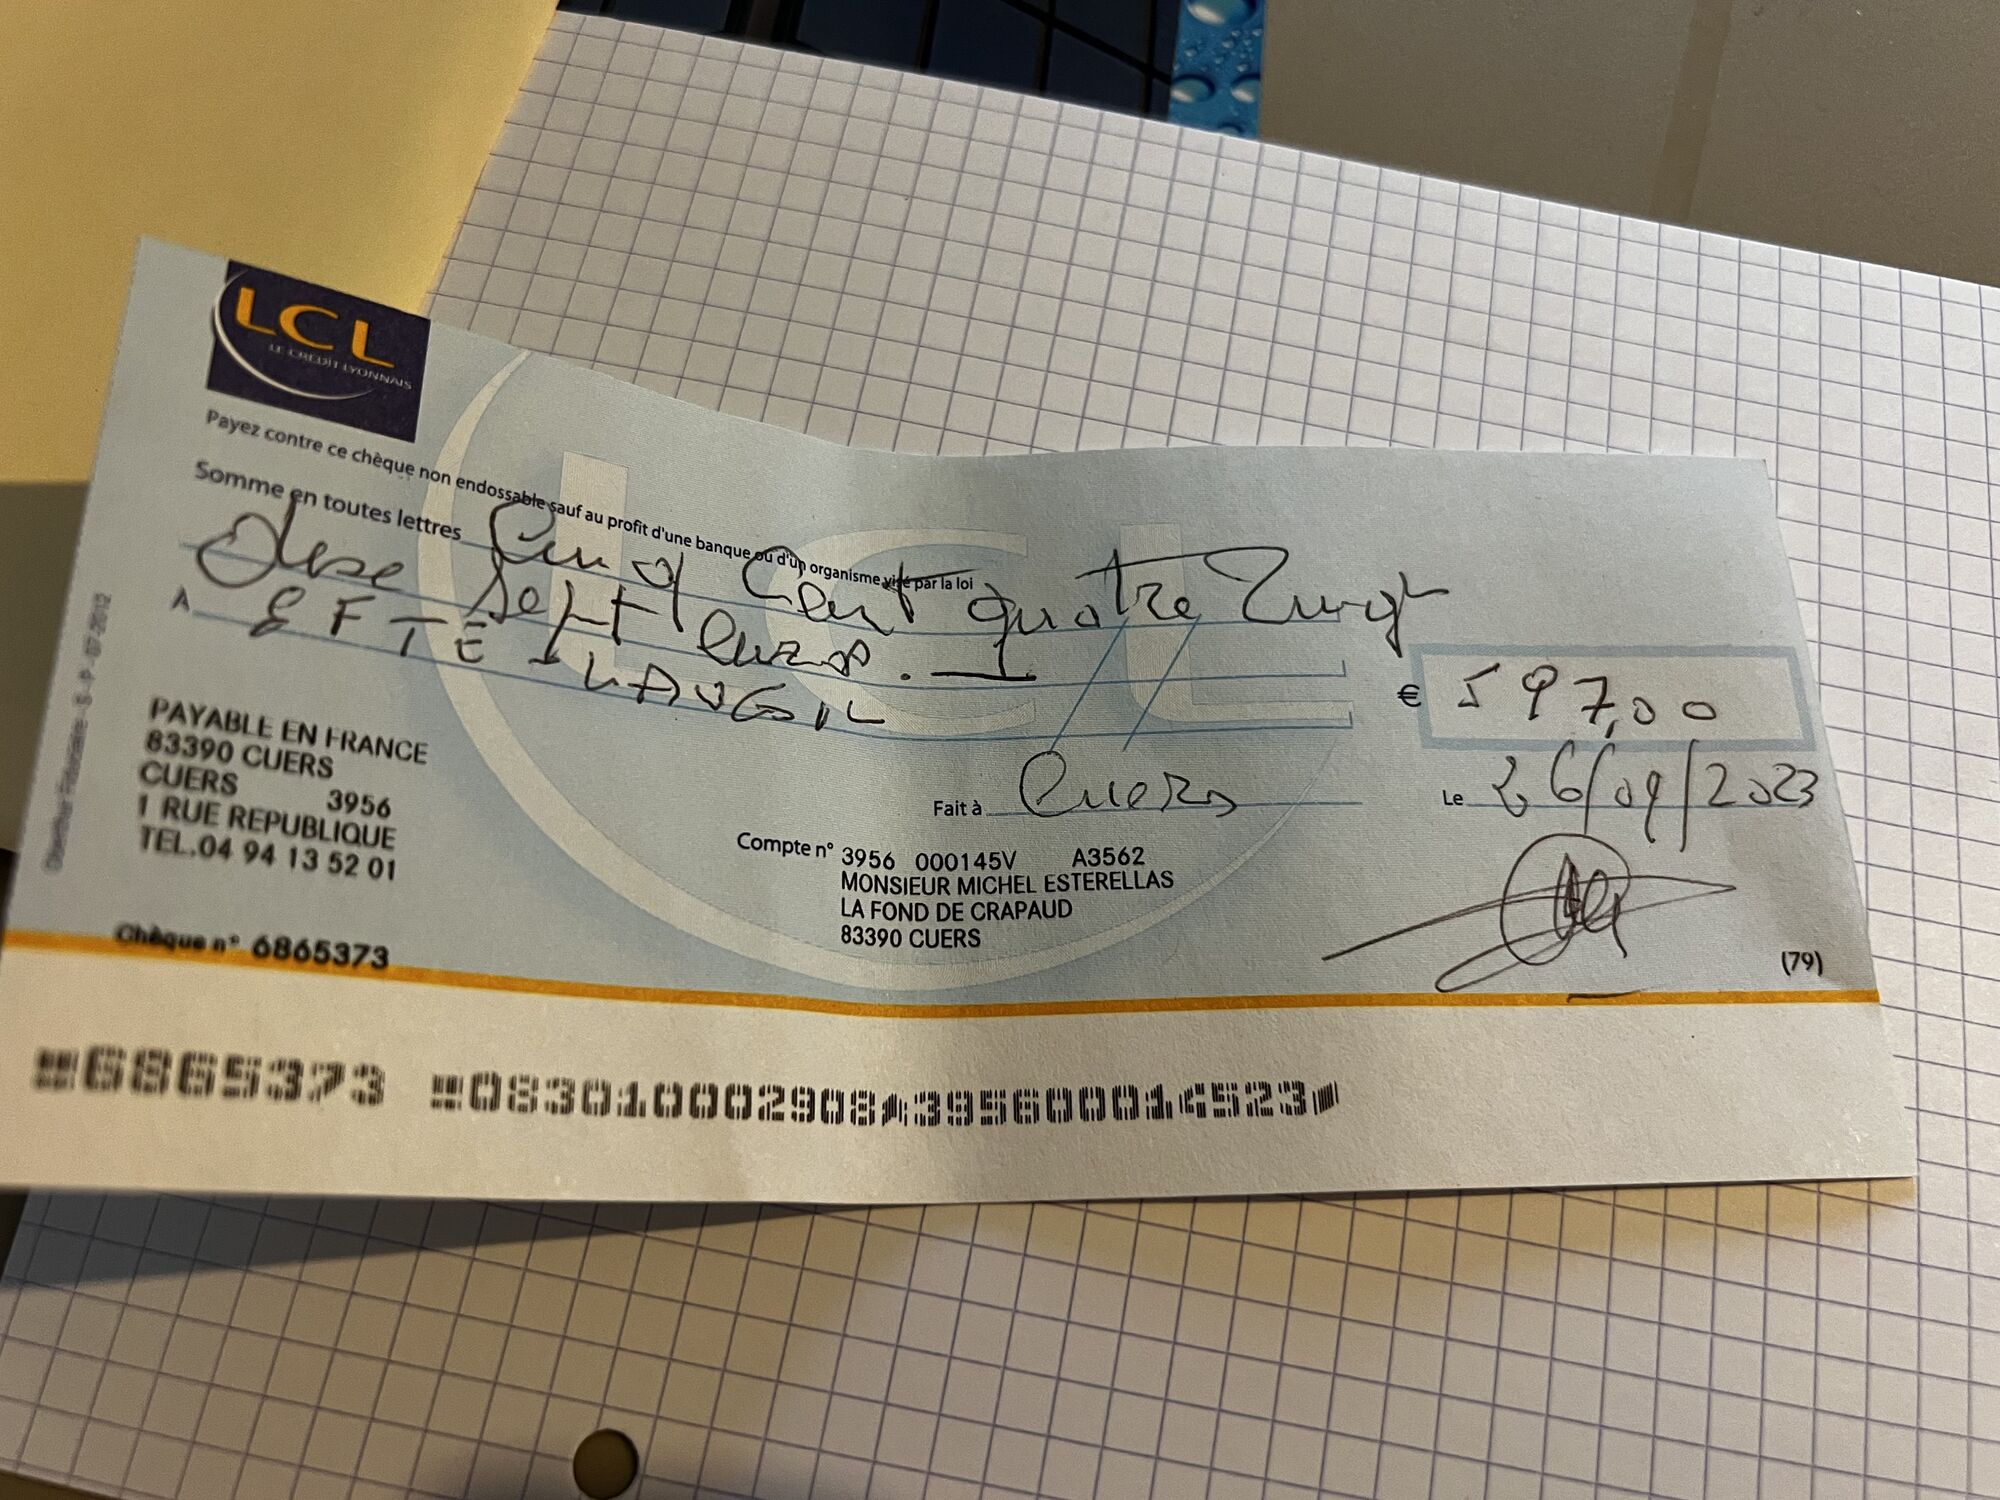 LCL
LE CREDIT LYONNAIS
Payez contre ce chèque non endossable sauf au profit d'une banque ou d'un organisme visé par la loi
Somme en toutes lettres Cinq Cent quatre Vingt
Dix Sept Euros.
A EFTE LAUGIL
€ 597,00
PAYABLE EN FRANCE
83390 CUERS
CUERS 3956
1 RUE REPUBLIQUE
TEL.04 94 13 52 01
Fait à Cuers Le 26/09/2023
Compte n° 3956 000145V A3562
MONSIEUR MICHEL ESTERELLAS
LA FOND DE CRAPAUD
83390 CUERS
Chèque n° 6865373
(79)
6865373 083010002908 395600014523